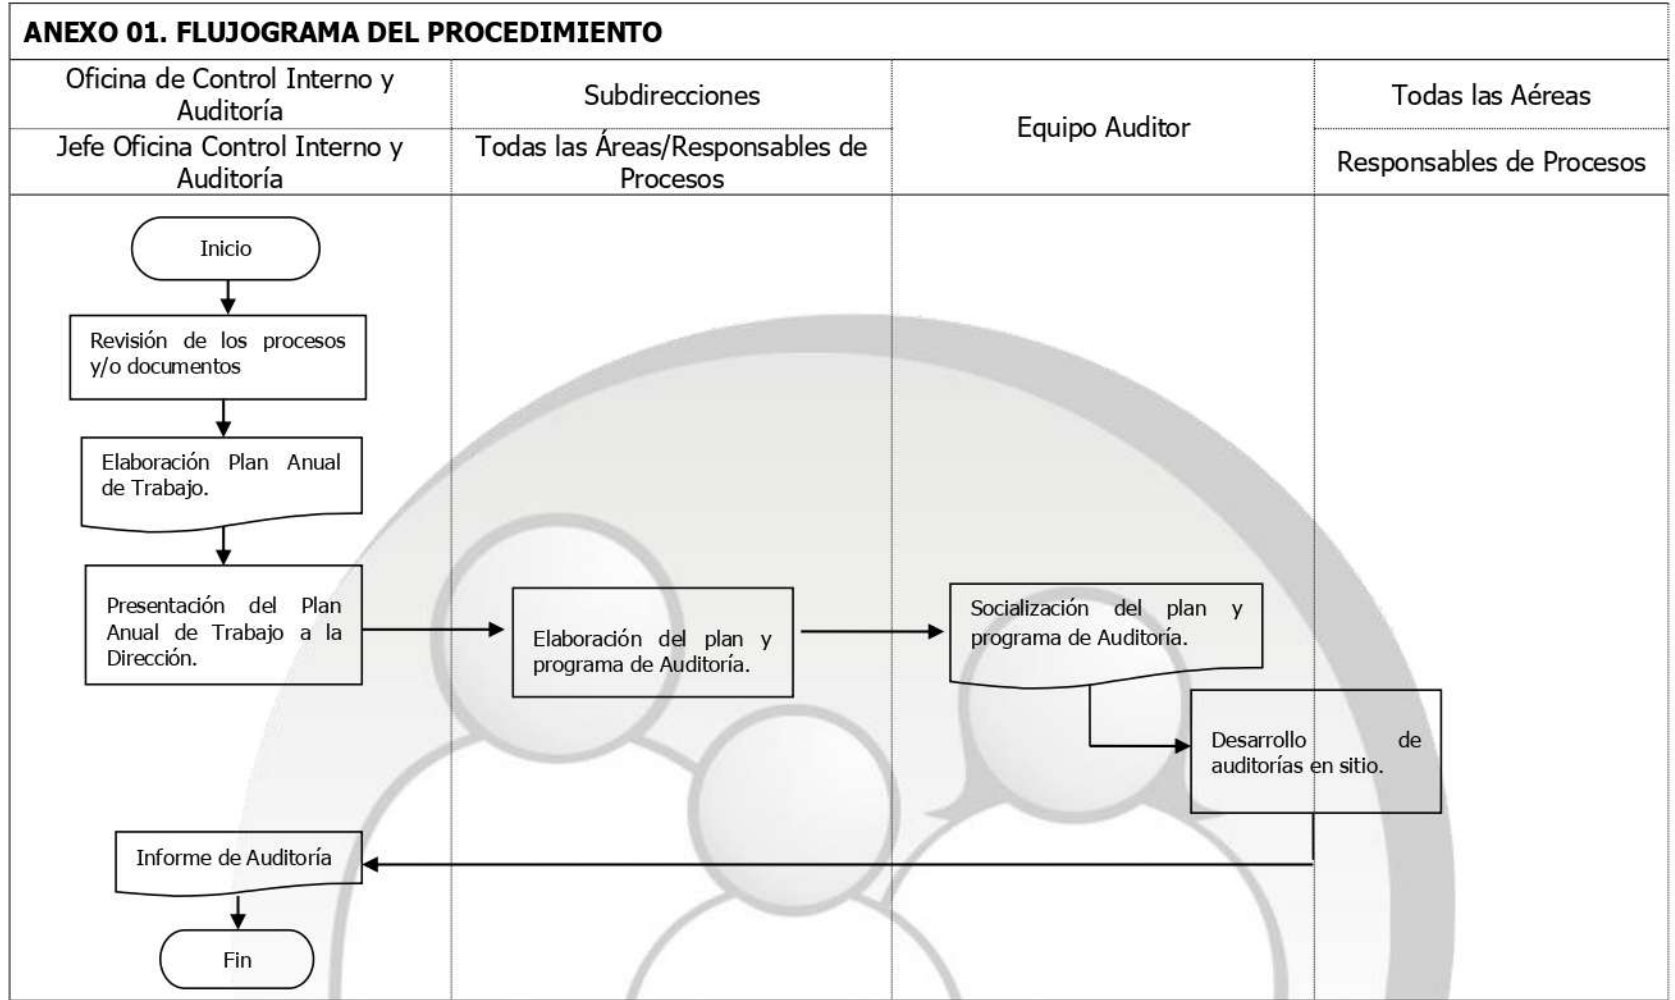 ANEXO 01. FLUJOGRAMA DEL PROCEDIMIENTO
Oficina de Control Interno y
Auditoría
Subdirecciones
Equipo Auditor
Todas las Aéreas
Jefe Oficina Control Interno y
Auditoría
Todas las Áreas/Responsables de
Procesos
Responsables de Procesos
Inicio
Revisión de los procesos
y/o documentos
Elaboración Plan Anual
de Trabajo.
Presentación del Plan
Anual de Trabajo a la
Dirección.
Elaboración del plan y
programa de Auditoría.
Socialización del plan y
programa de Auditoría.
Desarrollo de
auditorías en sitio.
Informe de Auditoría
Fin